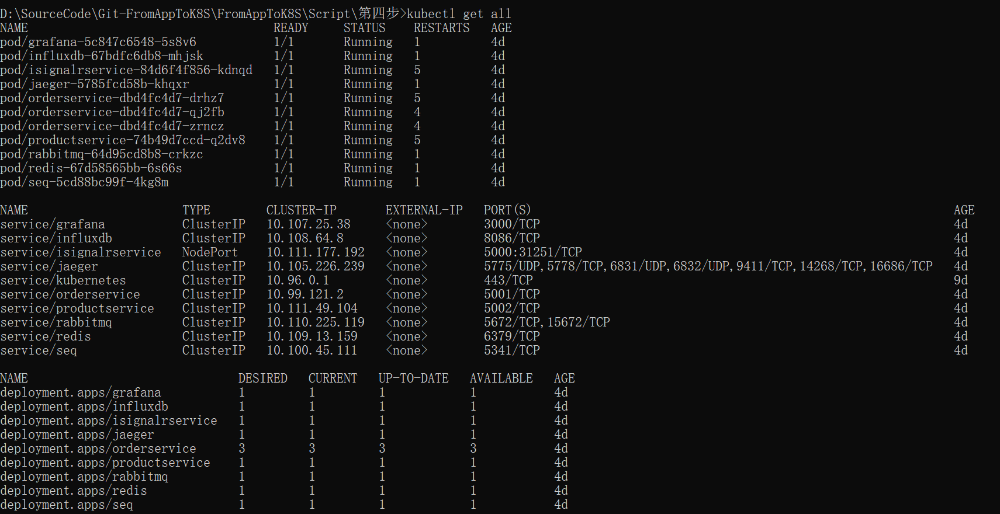 D:\SourceCode\Git-FromAppToK8S\FromAppToK8S\Script\第四步>kubectl get all
NAME READY STATUS RESTARTS AGE
pod/grafana-5c847c6548-5s8v6 1/1 Running 1 4d
pod/influxdb-67bdfc6db8-mhjsk 1/1 Running 1 4d
pod/isignalrservice-84d6f4f856-kdnqd 1/1 Running 5 4d
pod/jaeger-5785fcd58b-khqxr 1/1 Running 1 4d
pod/orderservice-dbd4fc4d7-drhz7 1/1 Running 5 4d
pod/orderservice-dbd4fc4d7-qj2fb 1/1 Running 4 4d
pod/orderservice-dbd4fc4d7-zrncz 1/1 Running 4 4d
pod/productservice-74b49d7ccd-q2dv8 1/1 Running 5 4d
pod/rabbitmq-64d95cd8b8-crkzc 1/1 Running 1 4d
pod/redis-67d58565bb-6s66s 1/1 Running 1 4d
pod/seq-5cd88bc99f-4kg8m 1/1 Running 1 4d
NAME TYPE CLUSTER-IP EXTERNAL-IP PORT(S) AGE
service/grafana ClusterIP 10.107.25.38 <none> 3000/TCP 4d
service/influxdb ClusterIP 10.108.64.8 <none> 8086/TCP 4d
service/isignalrservice NodePort 10.111.177.192 <none> 5000:31251/TCP 4d
service/jaeger ClusterIP 10.105.226.239 <none> 5775/UDP,5778/TCP,6831/UDP,6832/UDP,9411/TCP,14268/TCP,16686/TCP 4d
service/kubernetes ClusterIP 10.96.0.1 <none> 443/TCP 9d
service/orderservice ClusterIP 10.99.121.2 <none> 5001/TCP 4d
service/productservice ClusterIP 10.111.49.104 <none> 5002/TCP 4d
service/rabbitmq ClusterIP 10.110.225.119 <none> 5672/TCP,15672/TCP 4d
service/redis ClusterIP 10.109.13.159 <none> 6379/TCP 4d
service/seq ClusterIP 10.100.45.111 <none> 5341/TCP 4d
NAME DESIRED CURRENT UP-TO-DATE AVAILABLE AGE
deployment.apps/grafana 1 1 1 1 4d
deployment.apps/influxdb 1 1 1 1 4d
deployment.apps/isignalrservice 1 1 1 1 4d
deployment.apps/jaeger 1 1 1 1 4d
deployment.apps/orderservice 3 3 3 3 4d
deployment.apps/productservice 1 1 1 1 4d
deployment.apps/rabbitmq 1 1 1 1 4d
deployment.apps/redis 1 1 1 1 4d
deployment.apps/seq 1 1 1 1 4d